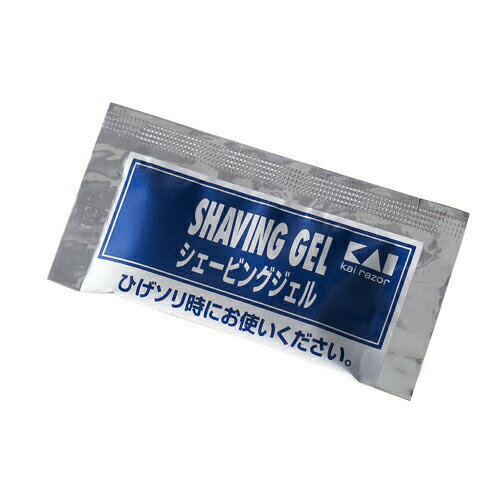 SHAVING GEL
シェービングジェル
KAI
kai razor
ひげソリ時にお使いください。